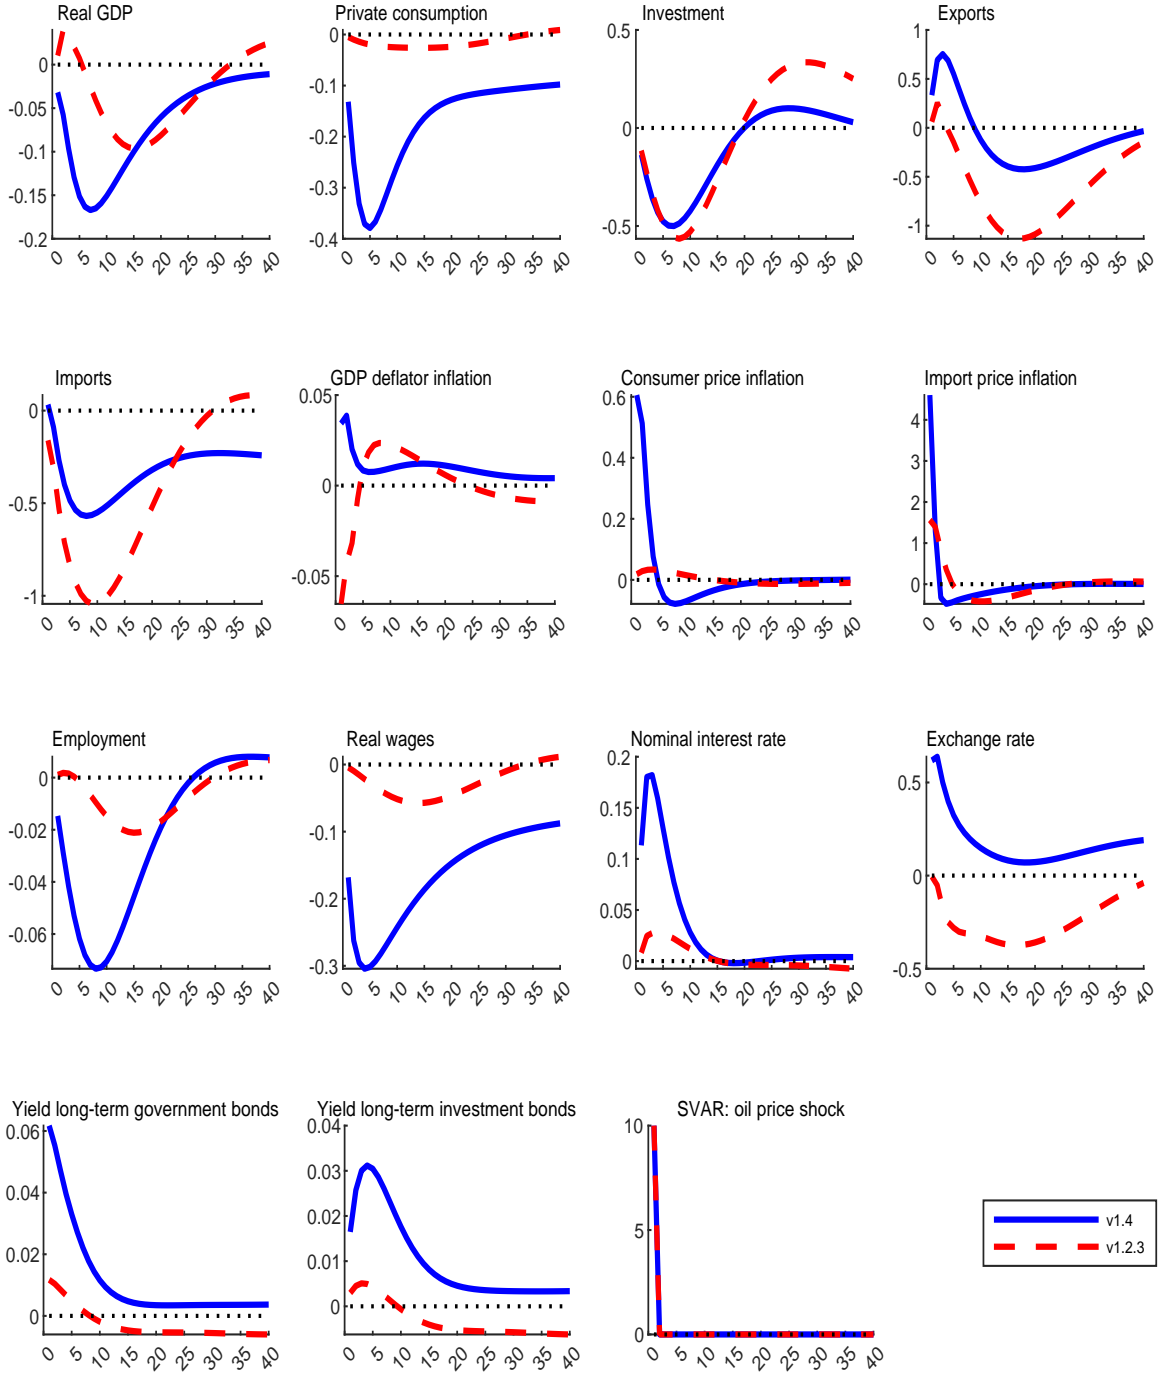 Real GDP
0
-0.05
-0.1
-0.15
-0.2
0 5 10 15 20 25 30 35 40
Private consumption
0
-0.1
-0.2
-0.3
-0.4
0 5 10 15 20 25 30 35 40
Investment
0.5
0
-0.5
0 5 10 15 20 25 30 35 40
Exports
1
0.5
0
-0.5
-1
0 5 10 15 20 25 30 35 40
Imports
0
-0.5
-1
0 5 10 15 20 25 30 35 40
GDP deflator inflation
0.05
0
-0.05
0 5 10 15 20 25 30 35 40
Consumer price inflation
0.6
0.4
0.2
0
0 5 10 15 20 25 30 35 40
Import price inflation
4
3
2
1
0
0 5 10 15 20 25 30 35 40
Employment
0
-0.02
-0.04
-0.06
0 5 10 15 20 25 30 35 40
Real wages
0
-0.1
-0.2
-0.3
0 5 10 15 20 25 30 35 40
Nominal interest rate
0.2
0.15
0.1
0.05
0
0 5 10 15 20 25 30 35 40
Exchange rate
0.5
0
-0.5
0 5 10 15 20 25 30 35 40
Yield long-term government bonds
0.06
0.04
0.02
0
0 5 10 15 20 25 30 35 40
Yield long-term investment bonds
0.04
0.03
0.02
0.01
0
0 5 10 15 20 25 30 35 40
SVAR: oil price shock
10
5
0
0 5 10 15 20 25 30 35 40
v1.4
v1.2.3